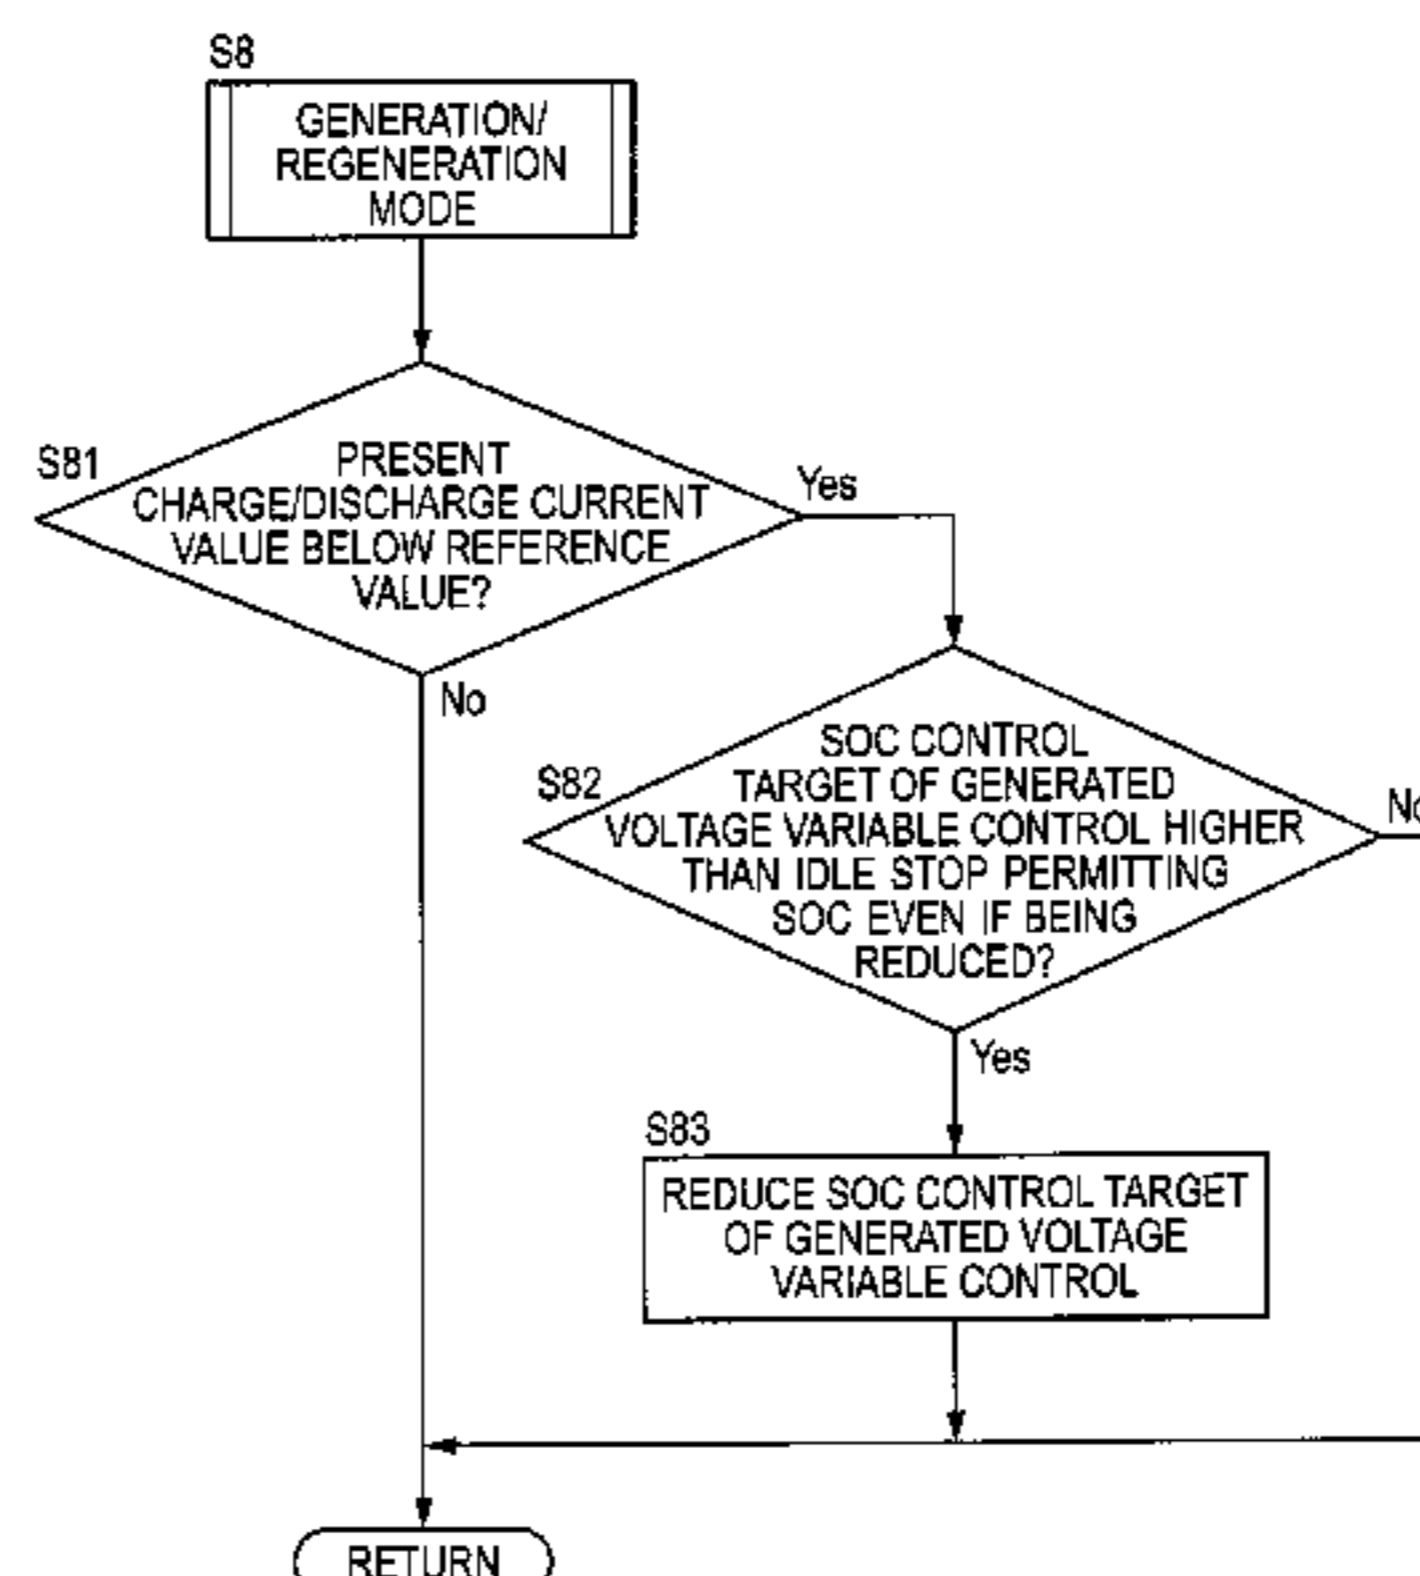 S8
GENERATION/
REGENERATION
MODE
S81
PRESENT
CHARGE/DISCHARGE CURRENT
VALUE BELOW REFERENCE
VALUE?
Yes
No
S82
SOC CONTROL
TARGET OF GENERATED
VOLTAGE VARIABLE CONTROL HIGHER
THAN IDLE STOP PERMITTING
SOC EVEN IF BEING
REDUCED?
No
Yes
S83
REDUCE SOC CONTROL TARGET
OF GENERATED VOLTAGE
VARIABLE CONTROL
RETURN